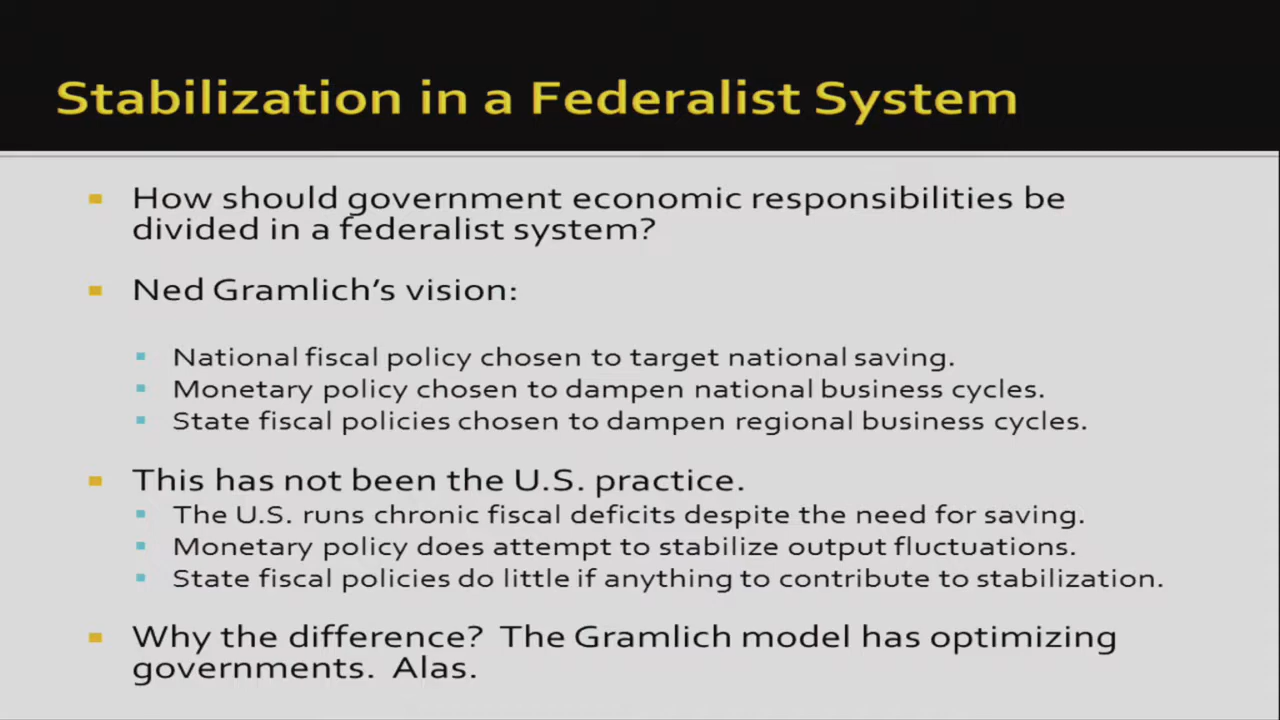 Stabilization in a Federalist System
How should government economic responsibilities be
divided in a federalist system?
Ned Gramlich's vision:
National fiscal policy chosen to target national saving.
Monetary policy chosen to dampen national business cycles.
State fiscal policies chosen to dampen regional business cycles.
This has not been the U.S. practice.
The U.S. runs chronic fiscal deficits despite the need for saving.
Monetary policy does attempt to stabilize output fluctuations.
State fiscal policies do little if anything to contribute to stabilization.
Why the difference? The Gramlich model has optimizing
governments. Alas.